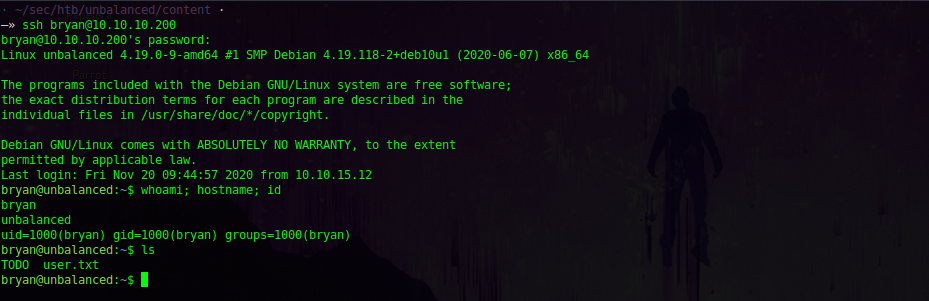 · ~/sec/htb/unbalanced/content ·
—» ssh bryan@10.10.10.200
bryan@10.10.10.200's password:
Linux unbalanced 4.19.0-9-amd64 #1 SMP Debian 4.19.118-2+deb10u1 (2020-06-07) x86_64
Parrot
The programs included with the Debian GNU/Linux system are free software;
the exact distribution terms for each program are described in the
individual files in /usr/share/doc/*/copyright.
Debian GNU/Linux comes with ABSOLUTELY NO WARRANTY, to the extent
permitted by applicable law.
Last login: Fri Nov 20 09:44:57 2020 from 10.10.15.12
bryan@unbalanced:~$ whoami; hostname; id
bryan
unbalanced
uid=1000(bryan) gid=1000(bryan) groups=1000(bryan)
bryan@unbalanced:~$ ls
TODO  user.txt
bryan@unbalanced:~$